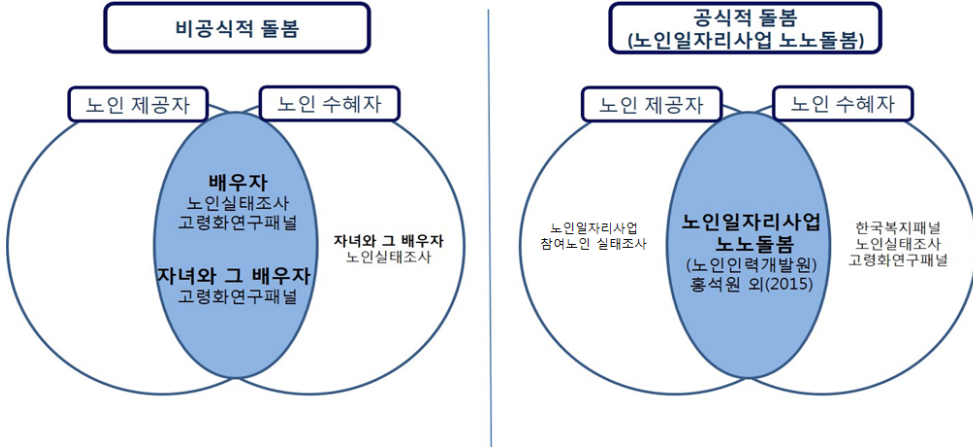 비공식적 돌봄
노인 제공자
노인 수혜자
배우자
노인실태조사
고령화연구패널
자녀와 그 배우자
고령화연구패널
자녀와 그 배우자
노인실태조사
공식적 돌봄
(노인일자리사업 노노돌봄)
노인 제공자
노인 수혜자
노인일자리사업
참여노인 실태조사
노인일자리사업
노노돌봄
(노인인력개발원)
홍석원 외(2015)
한국복지패널
노인실태조사
고령화연구패널